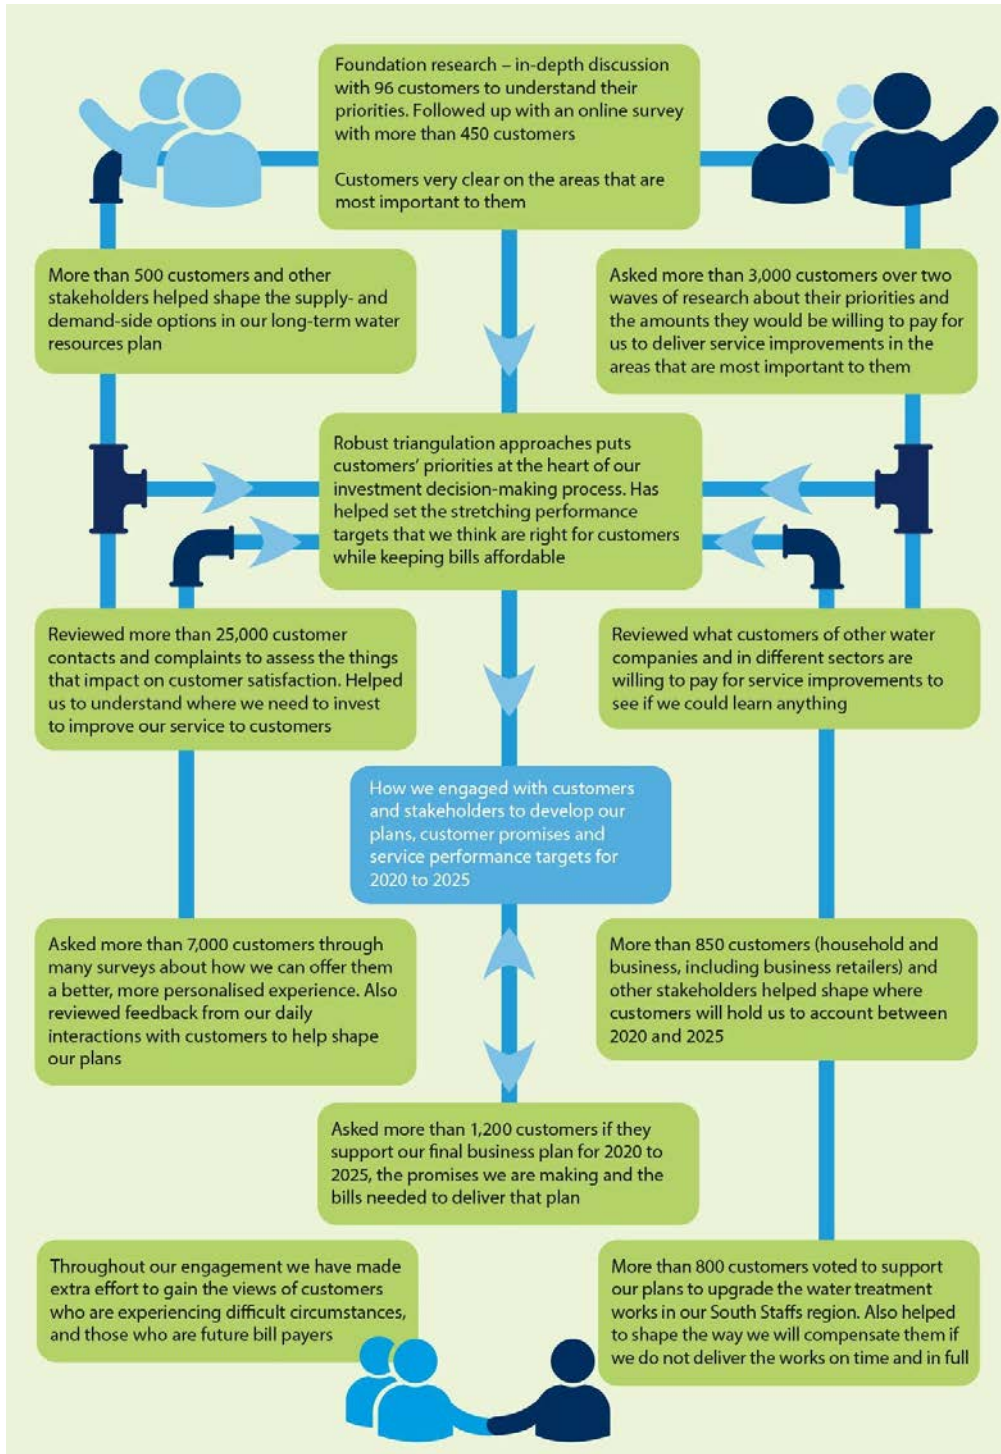 Foundation research – in-depth discussion
with 96 customers to understand their
priorities. Followed up with an online survey
with more than 450 customers
Customers very clear on the areas that are
most important to them
More than 500 customers and other
stakeholders helped shape the supply- and
demand-side options in our long-term water
resources plan
Asked more than 3,000 customers over two
waves of research about their priorities and
the amounts they would be willing to pay for
us to deliver service improvements in the
areas that are most important to them
Robust triangulation approaches puts
customers’ priorities at the heart of our
investment decision-making process. Has
helped set the stretching performance
targets that we think are right for customers
while keeping bills affordable
Reviewed more than 25,000 customer
contacts and complaints to assess the things
that impact on customer satisfaction. Helped
us to understand where we need to invest
to improve our service to customers
Reviewed what customers of other water
companies and in different sectors are
willing to pay for service improvements to
see if we could learn anything
How we engaged with customers
and stakeholders to develop our
plans, customer promises and
service performance targets for
2020 to 2025
Asked more than 7,000 customers through
many surveys about how we can offer them
a better, more personalised experience. Also
reviewed feedback from our daily
interactions with customers to help shape
our plans
More than 850 customers (household and
business, including business retailers) and
other stakeholders helped shape where
customers will hold us to account between
2020 and 2025
Asked more than 1,200 customers if they
support our final business plan for 2020 to
2025, the promises we are making and the
bills needed to deliver that plan
Throughout our engagement we have made
extra effort to gain the views of customers
who are experiencing difficult circumstances,
and those who are future bill payers
More than 800 customers voted to support
our plans to upgrade the water treatment
works in our South Staffs region. Also helped
to shape the way we will compensate them if
we do not deliver the works on time and in full